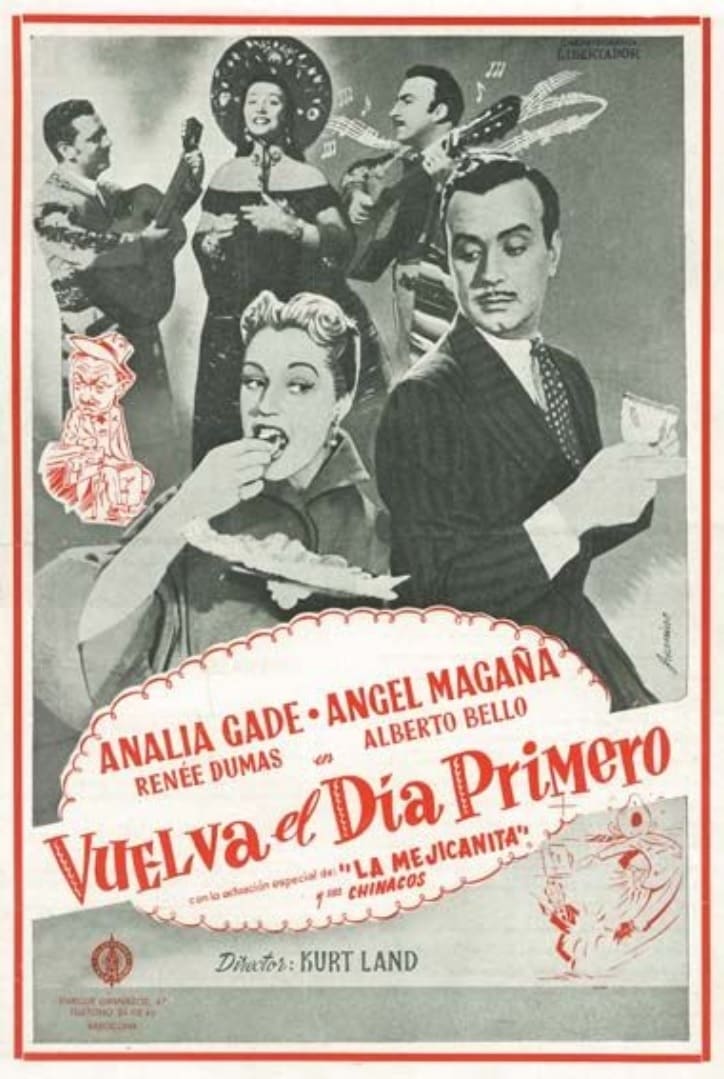 LIBERTADOR
ANALIA GADE • ANGEL MAGAÑA
RENÉE DUMAS en ALBERTO BELLO
VUELVA el DÍA PRIMERO
con la actuación especial de: "LA MEJICANITA".
y sus CHINACOS
Director: KURT LAND
BARCELONA